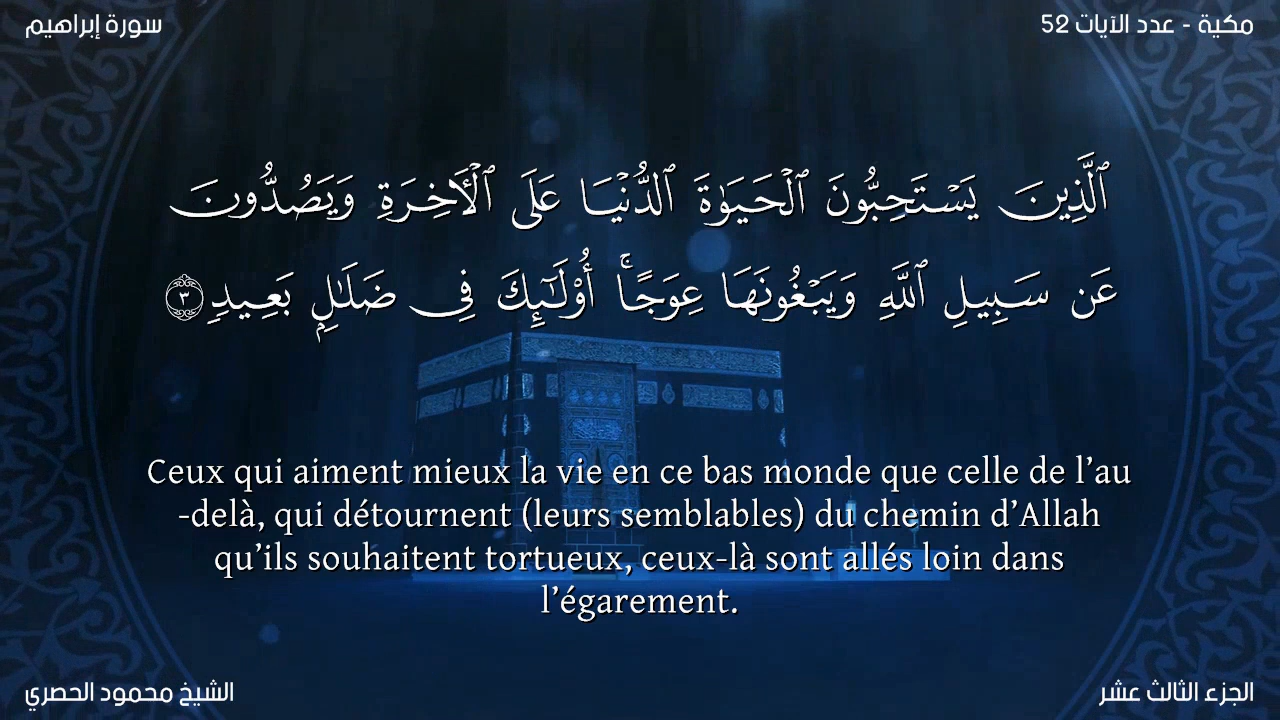 سورة إبراهيم
مكية - عدد الآيات 52
ٱلَّذِينَ يَسْتَحِبُّونَ ٱلْحَيَوٰةَ ٱلدُّنْيَا عَلَى ٱلْـَٔاخِرَةِ وَيَصُدُّونَ
عَن سَبِيلِ ٱللَّهِ وَيَبْغُونَهَا عِوَجًا ۚ أُو۟لَـٰٓئِكَ فِى ضَلَـٰلٍۭ بَعِيدٍ ٣
Ceux qui aiment mieux la vie en ce bas monde que celle de l’au
-delà, qui détournent (leurs semblables) du chemin d’Allah
qu’ils souhaitent tortueux, ceux-là sont allés loin dans
l’égarement.
الشيخ محمود الحصري
الجزء الثالث عشر